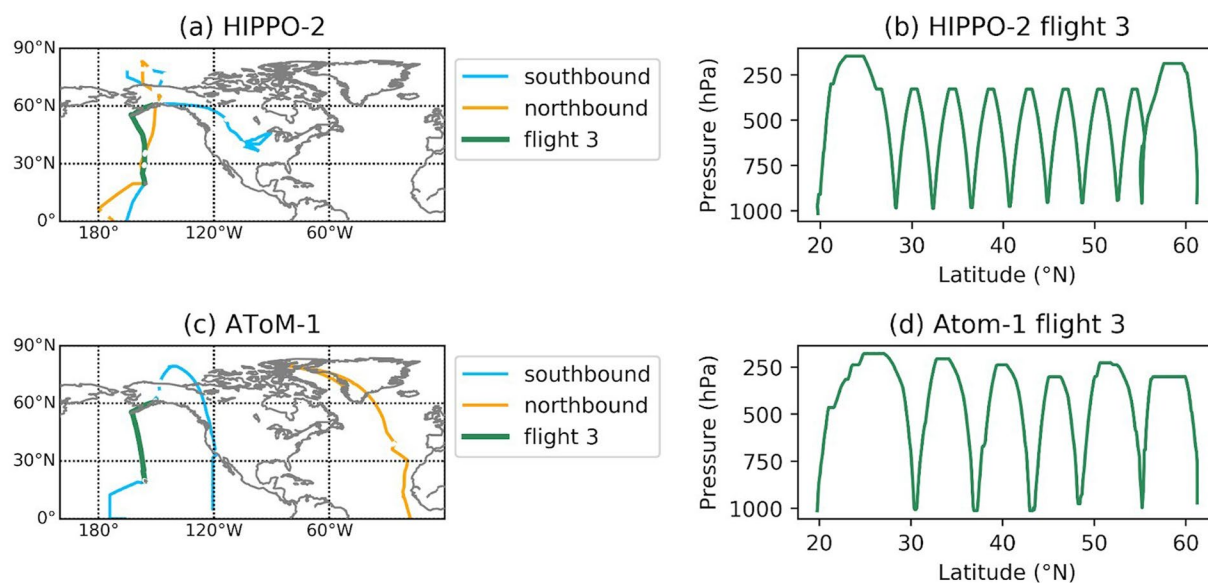 (a) HIPPO-2
90°N
60°N
30°N
0°
180°
120°W
60°W
southbound
northbound
flight 3
(b) HIPPO-2 flight 3
Pressure (hPa)
250
500
750
1000
20
30
40
50
60
Latitude (°N)
(c) AToM-1
90°N
60°N
30°N
0°
180°
120°W
60°W
southbound
northbound
flight 3
(d) Atom-1 flight 3
Pressure (hPa)
250
500
750
1000
20
30
40
50
60
Latitude (°N)